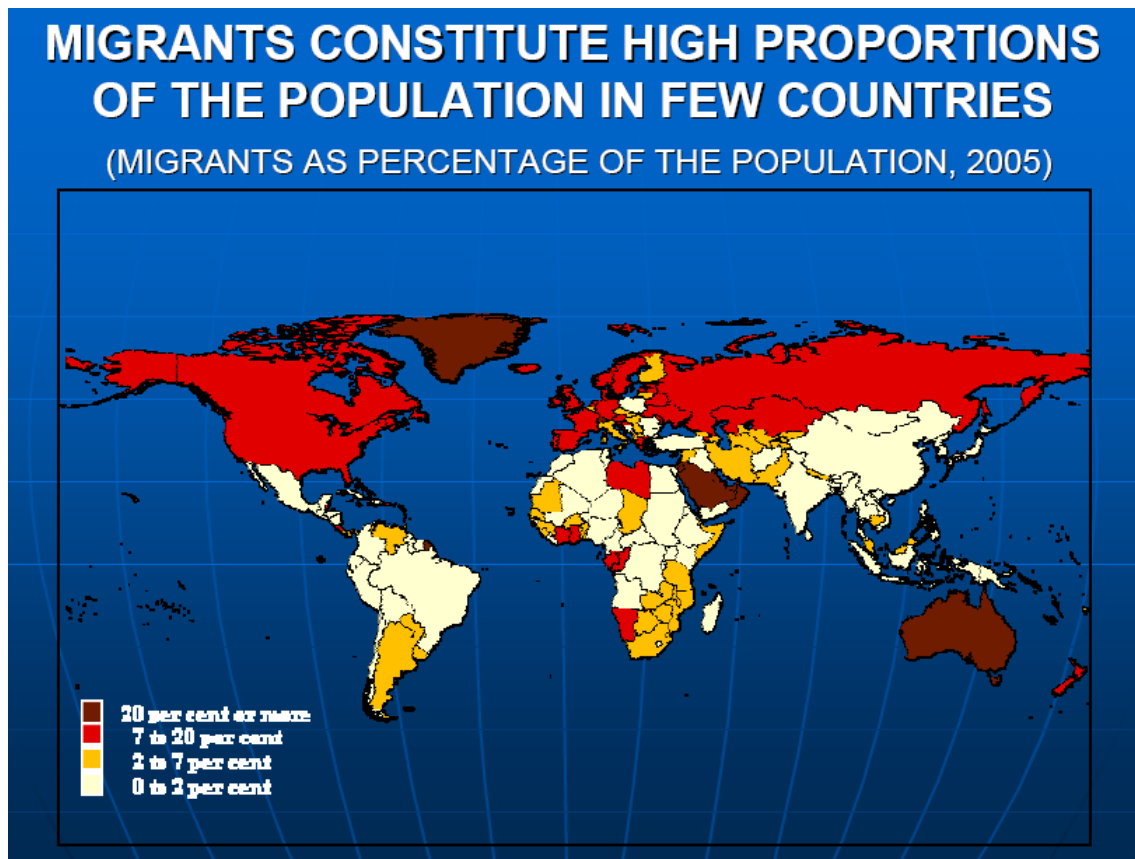 MIGRANTS CONSTITUTE HIGH PROPORTIONS
OF THE POPULATION IN FEW COUNTRIES
(MIGRANTS AS PERCENTAGE OF THE POPULATION, 2005)
20 per cent or more
7 to 20 per cent
2 to 7 per cent
0 to 2 per cent